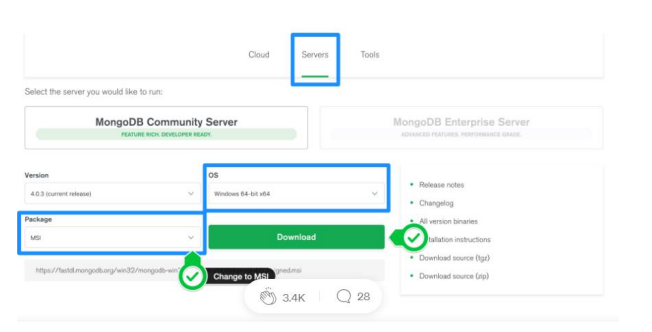 Cloud Servers Tools
Select the server you would like to run:
MongoDB Community Server
FEATURE RICH. DEVELOPER READY.
MongoDB Enterprise Server
ADVANCED FEATURES. PERFORMANCE GRADE.
Version
4.0.3 (current release)
OS
Windows 64-bit x64
Package
MSI
Download
https://fastdl.mongodb.org/win32/mongodb-win
gned.msi
Change to MSI
Release notes
Changelog
All version binaries
tallation instructions
Download source (tgz)
Download source (zip)
3.4K 28